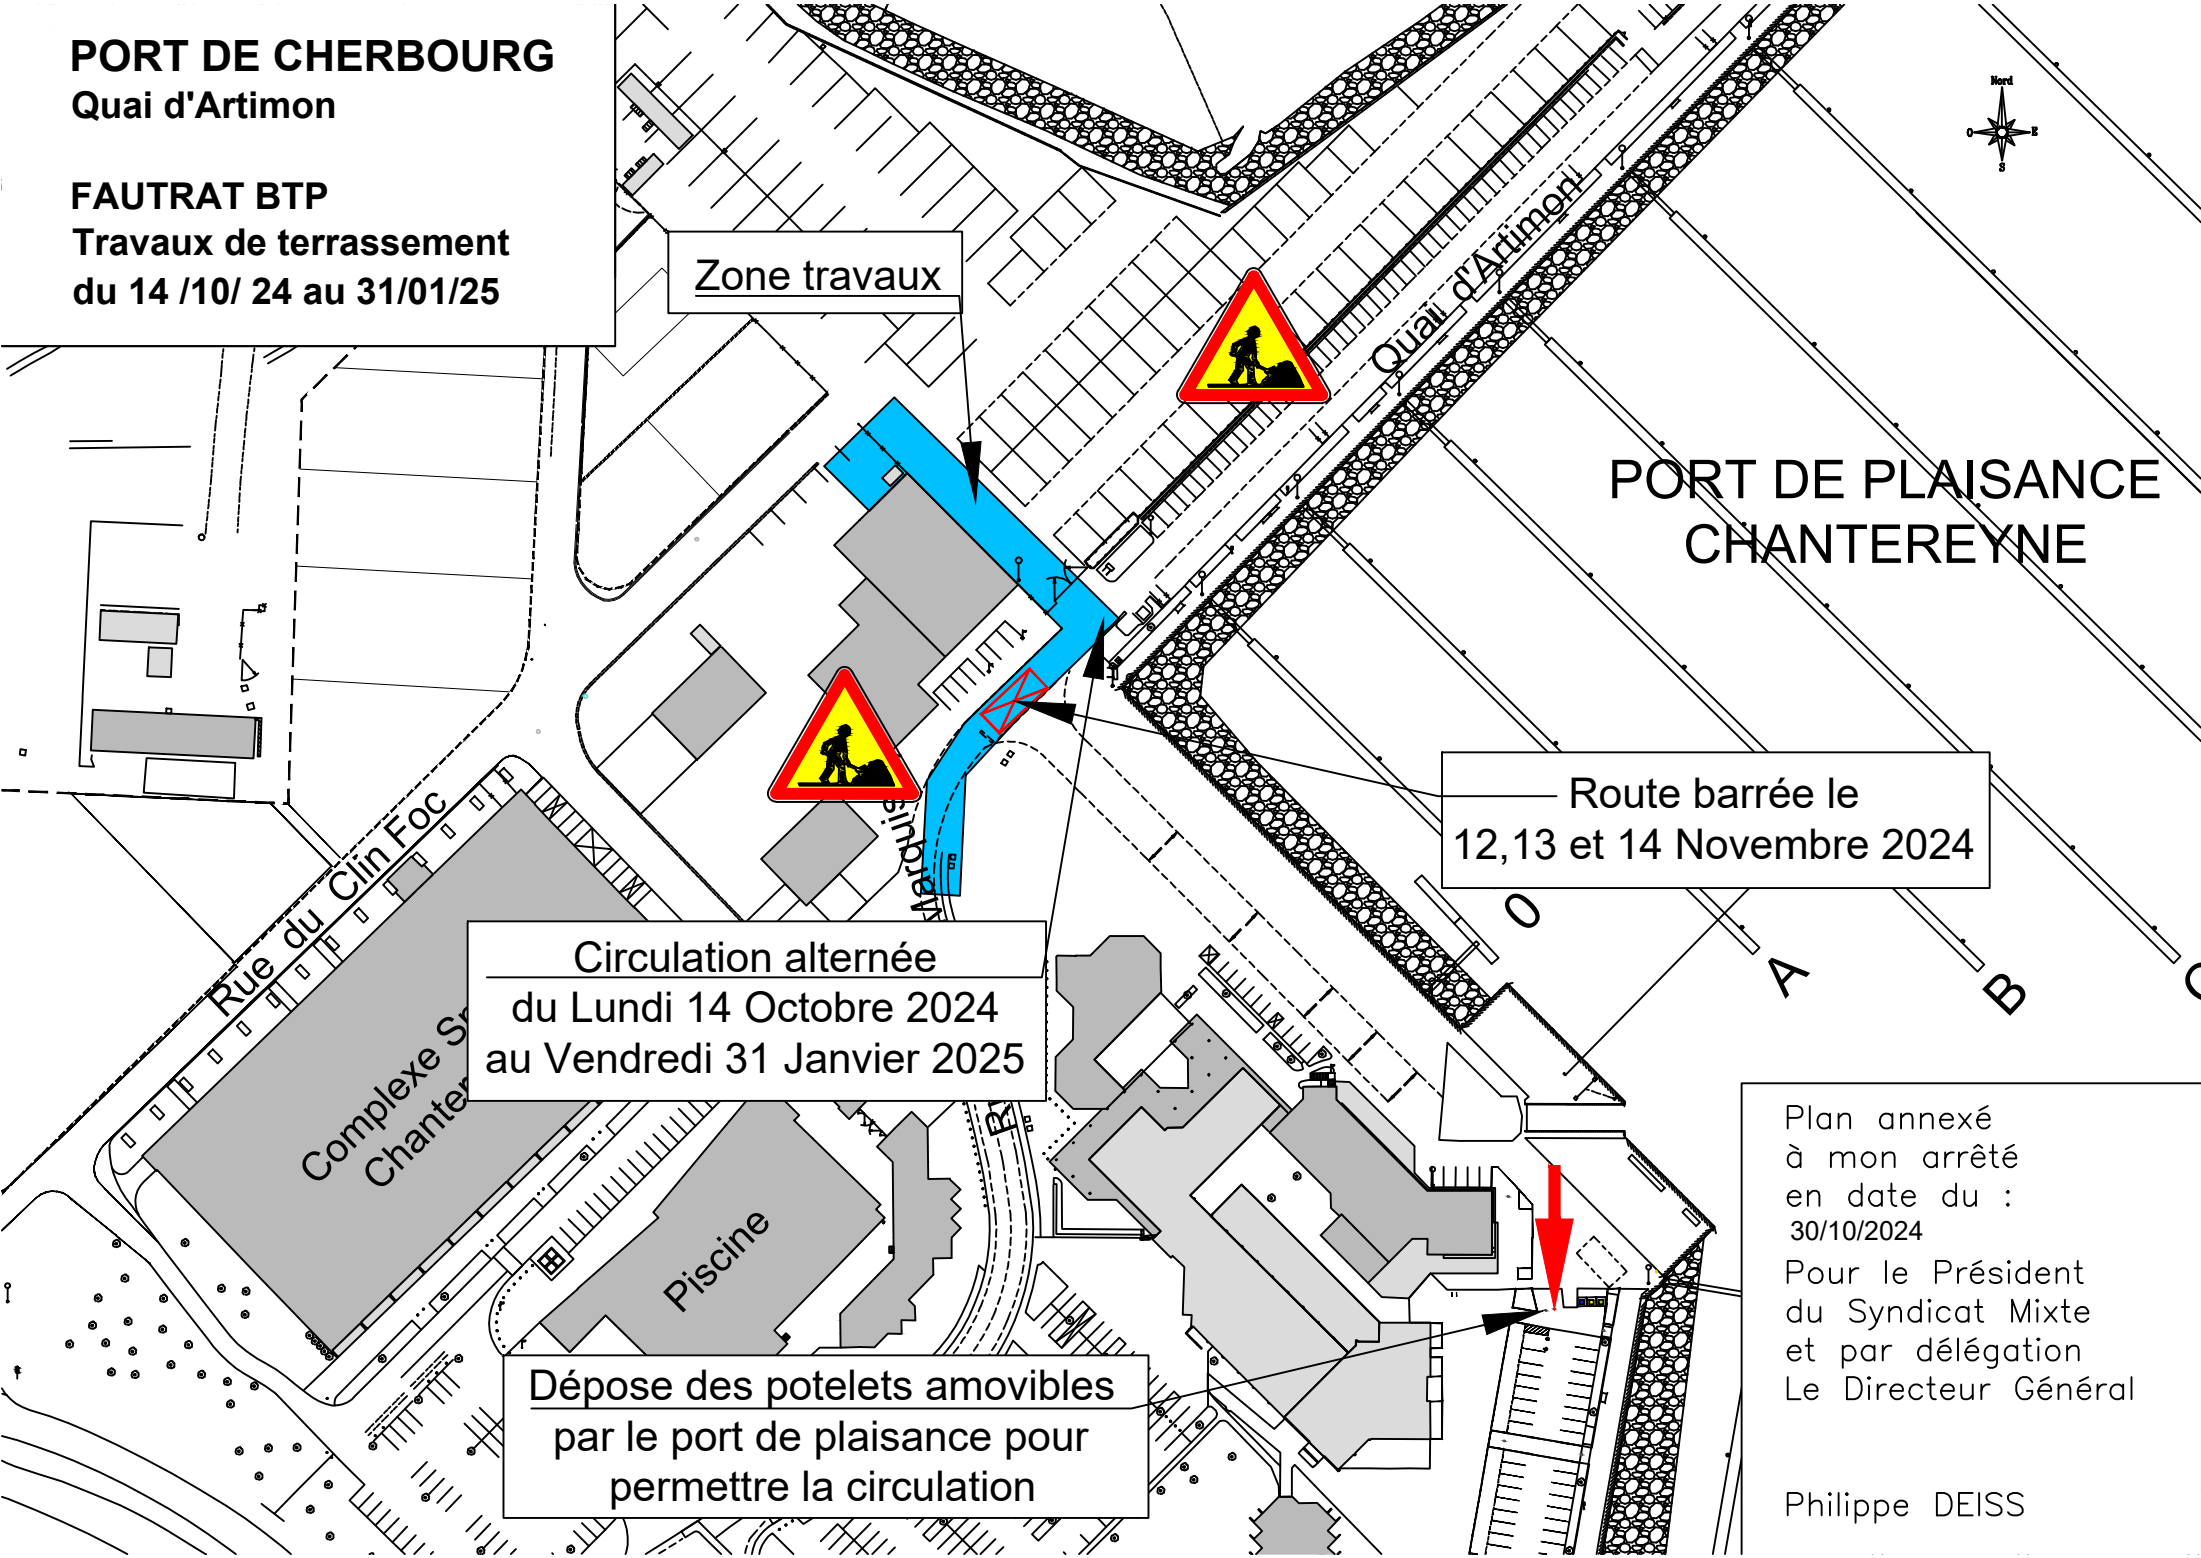 PORT DE CHERBOURG
Quai d'Artimon
FAUTRAT BTP
Travaux de terrassement
du 14 /10/ 24 au 31/01/25
Nord
O
E
S
Zone travaux
Quai d'Artimon
PORT DE PLAISANCE
CHANTEREYNE
Route barrée le
12,13 et 14 Novembre 2024
Rue du Clin Foc
Circulation alternée
du Lundi 14 Octobre 2024
au Vendredi 31 Janvier 2025
Complexe
Piscine
0
A
B
Dépose des potelets amovibles
par le port de plaisance pour
permettre la circulation
Plan annexé
à mon arrêté
en date du :
30/10/2024
Pour le Président
du Syndicat Mixte
et par délégation
Le Directeur Général
Philippe DEISS